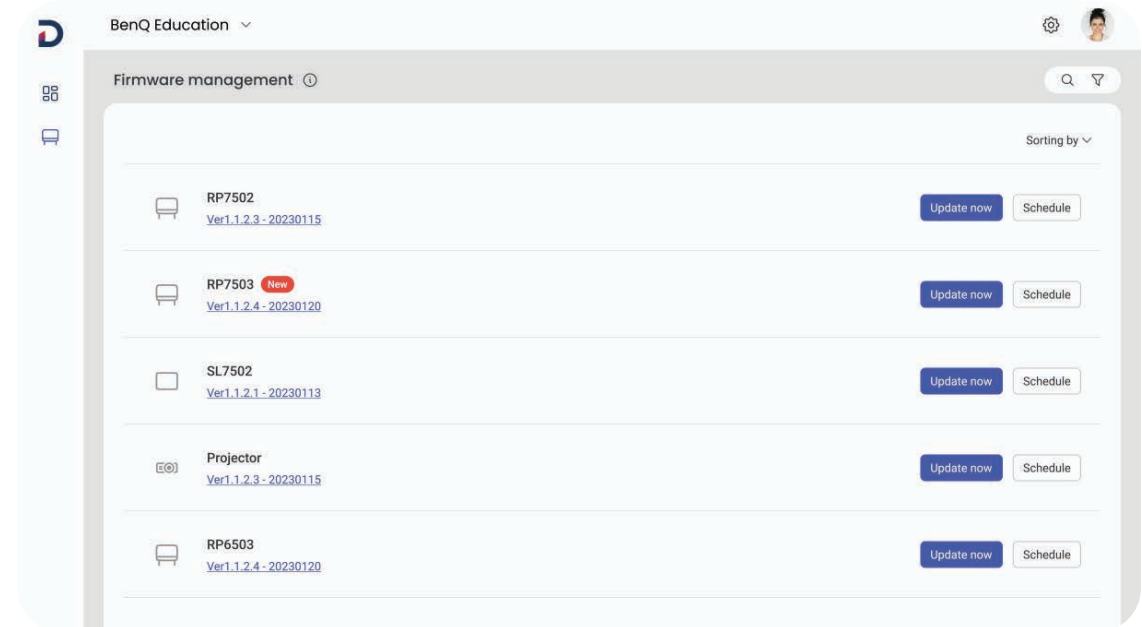 BenQ Education
Firmware management
Sorting by
RP7502
Ver1.1.2.3 - 20230115
Update now
Schedule
RP7503 New
Ver1.1.2.4 - 20230120
Update now
Schedule
SL7502
Ver1.1.2.1 - 20230113
Update now
Schedule
Projector
Ver1.1.2.3 - 20230115
Update now
Schedule
RP6503
Ver1.1.2.4 - 20230120
Update now
Schedule